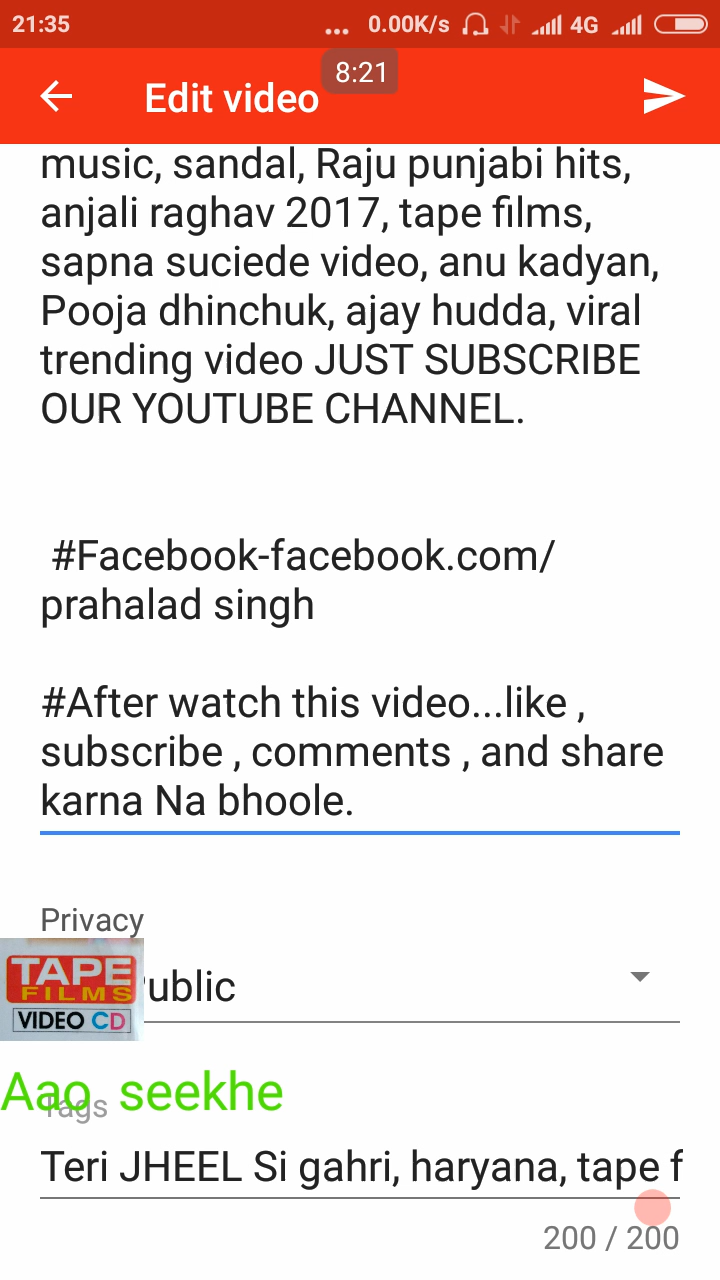 21:35
... 0.00K/s 4G
8:21
Edit video
music, sandal, Raju punjabi hits,
anjali raghav 2017, tape films,
sapna suciede video, anu kadyan,
Pooja dhinchuk, ajay hudda, viral
trending video JUST SUBSCRIBE
OUR YOUTUBE CHANNEL.
#Facebook-facebook.com/
prahalad singh
#After watch this video...like ,
subscribe , comments , and share
karna Na bhoole.
Privacy
TAPE
FILMS
VIDEO CD
Public
Aao seekhe
Tags
Teri JHEEL Si gahri, haryana, tape f
200 / 200